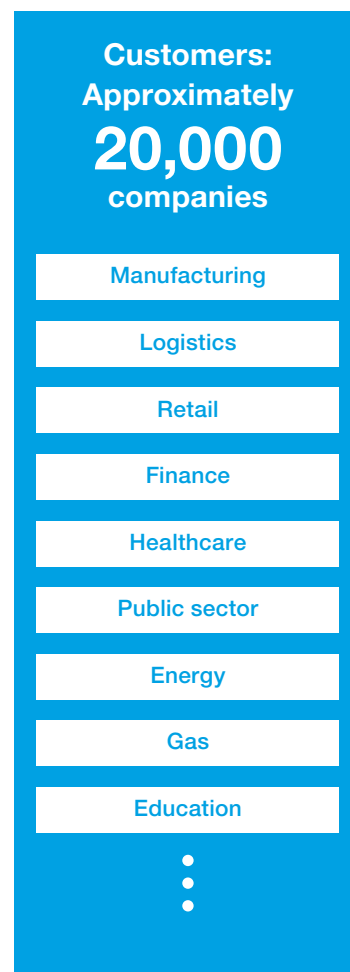 Customers:
Approximately
20,000
companies
Manufacturing
Logistics
Retail
Finance
Healthcare
Public sector
Energy
Gas
Education